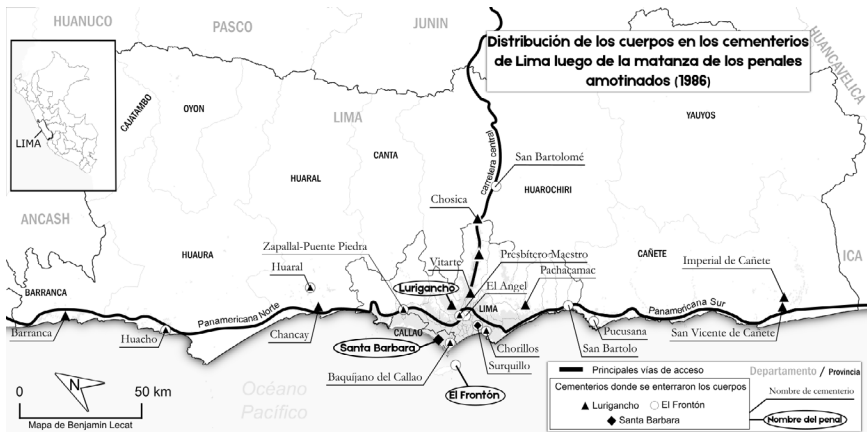 HUANUCO
PASCO
JUNIN
HUANCAVELICA
Distribución de los cuerpos en los cementerios
de Lima luego de la matanza de los penales
amotinados (1986)
CAJATAMBO
OYON
LIMA
YAUYOS
LIMA
CANTA
carretera central
San Bartolomé
HUARAL
HUAROCHIRI
Chosica
ANCASH
HUAURA
Zapallal-Puente Piedra
Vitarte
Presbítero Maestro
CAÑETE
ICA
Huaral
Pachacamac
Imperial de Cañete
BARRANCA
Lurigancho
El Angel
LIMA
Panamericana Norte
Panamericana Sur
Barranca
Huacho
Chancay
CALLAO
Pucusana
San Vicente de Cañete
Santa Barbara
Chorillos
San Bartolo
Baquíjano del Callao
Surquillo
El Frontón
Océano
Pacífico
0 50 km
N
Mapa de Benjamin Lecat
Principales vías de acceso
Departamento / Provincia
Cementerios donde se enterraron los cuerpos
Nombre de cementerio
Lurigancho
El Frontón
Santa Barbara
Nombre del penal